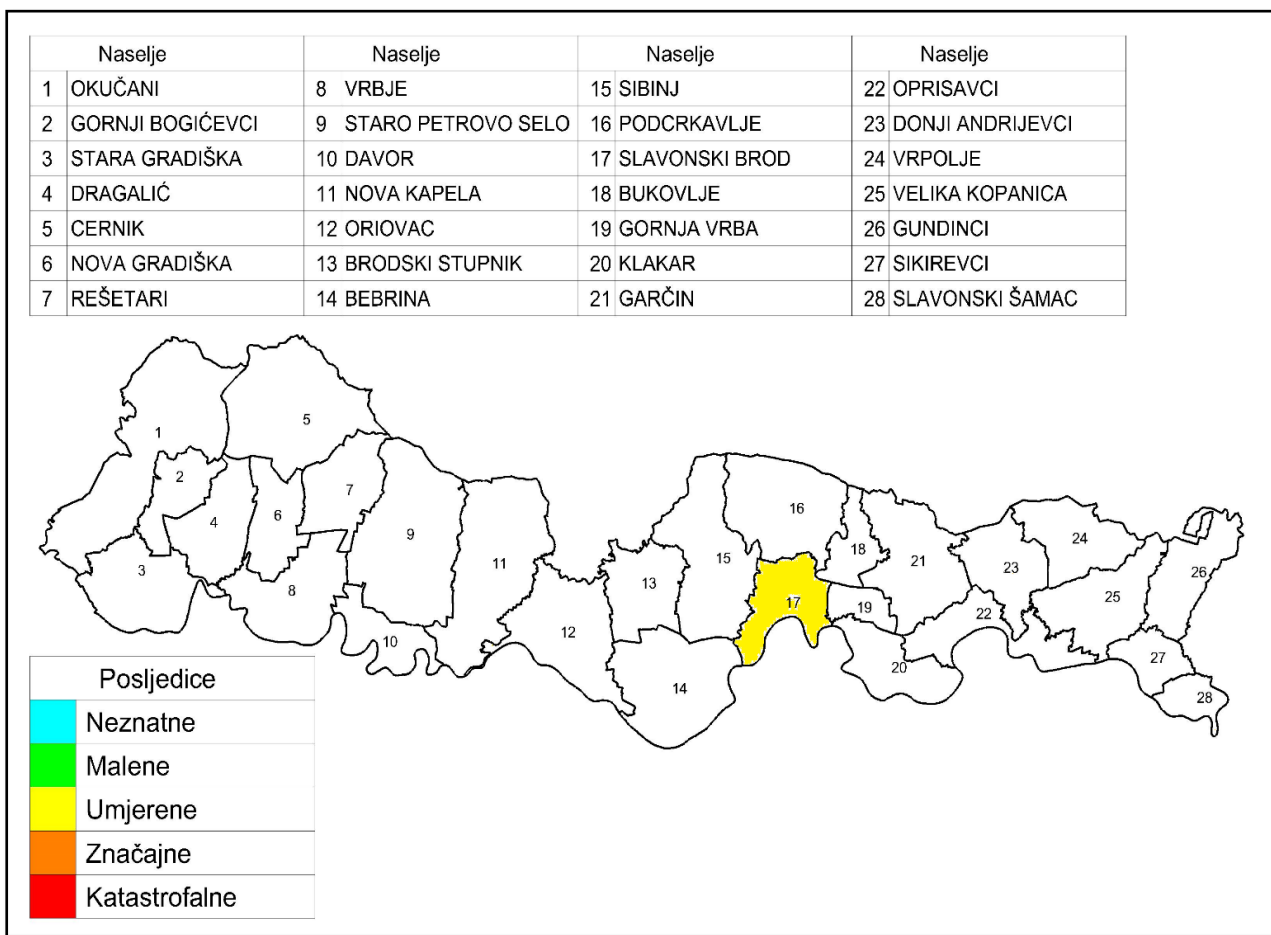 Naselje Naselje Naselje Naselje
1 OKUČANI 8 VRBJE 15 SIBINJ 22 OPRISAVCI
2 GORNJI BOGIĆEVCI 9 STARO PETROVO SELO 16 PODCRKAVLJE 23 DONJI ANDRIJEVCI
3 STARA GRADIŠKA 10 DAVOR 17 SLAVONSKI BROD 24 VRPOLJE
4 DRAGALIĆ 11 NOVA KAPELA 18 BUKOVLJE 25 VELIKA KOPANICA
5 CERNIK 12 ORIOVAC 19 GORNJA VRBA 26 GUNDINCI
6 NOVA GRADIŠKA 13 BRODSKI STUPNIK 20 KLAKAR 27 SIKIREVCI
7 REŠETARI 14 BEBRINA 21 GARČIN 28 SLAVONSKI ŠAMAC
5
1
2
7
6
4
9
16
24
18
15
21
11
23
3
26
13
8
25
17
19
22
12
10
27
20
14
28
Posljedice
Neznatne
Malene
Umjerene
Značajne
Katastrofalne